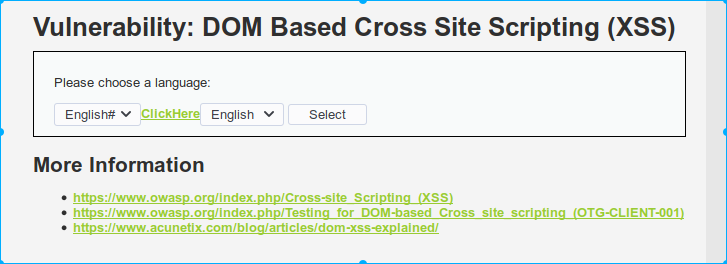 Vulnerability: DOM Based Cross Site Scripting (XSS)
Please choose a language:
English# ClickHere English Select
More Information
https://www.owasp.org/index.php/Cross-site_Scripting_(XSS)
https://www.owasp.org/index.php/Testing_for_DOM-based_Cross_site_scripting_(OTG-CLIENT-001)
https://www.acunetix.com/blog/articles/dom-xss-explained/